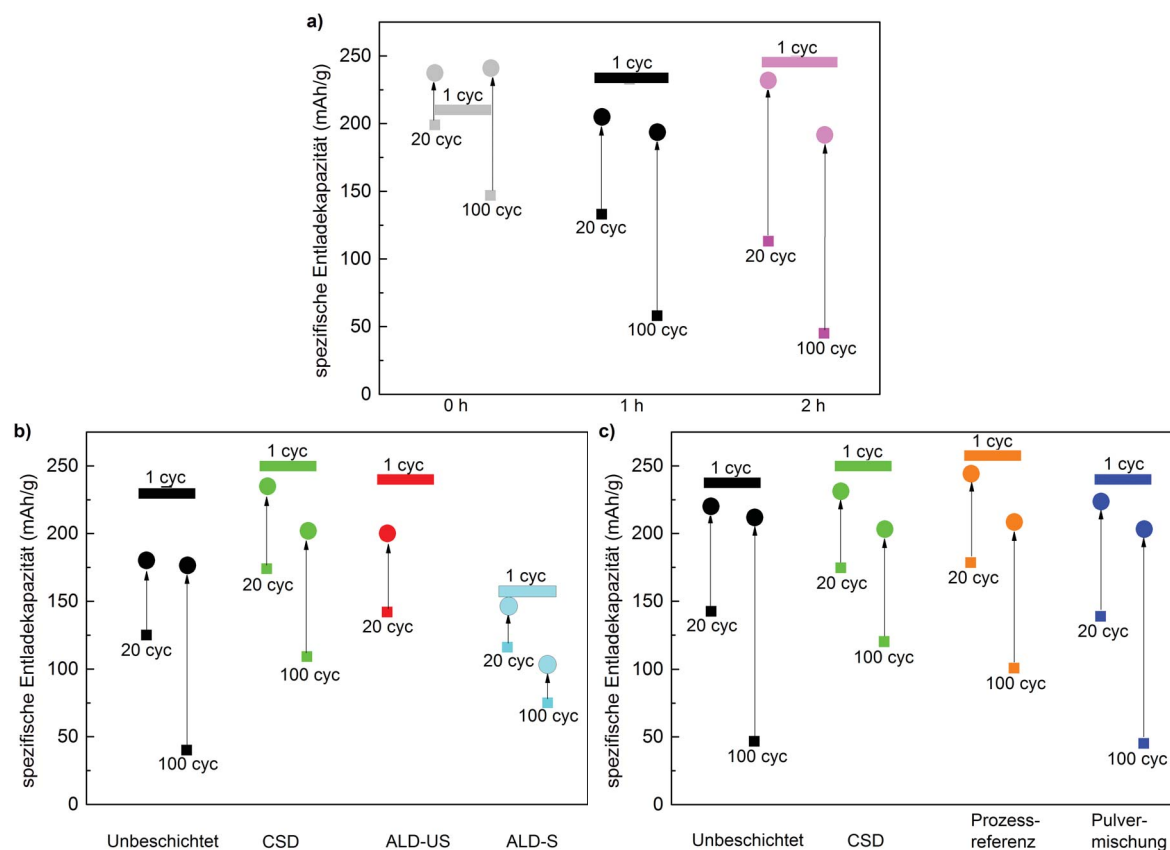 a)
spezifische Entladekapazität (mAh/g)
250
200
150
100
50
0
1 cyc
20 cyc
100 cyc
1 cyc
20 cyc
100 cyc
1 cyc
20 cyc
100 cyc
0 h
1 h
2 h
b)
spezifische Entladekapazität (mAh/g)
250
200
150
100
50
0
1 cyc
20 cyc
100 cyc
1 cyc
20 cyc
100 cyc
1 cyc
20 cyc
1 cyc
20 cyc
100 cyc
Unbeschichtet
CSD
ALD-US
ALD-S
c)
spezifische Entladekapazität (mAh/g)
250
200
150
100
50
0
1 cyc
20 cyc
100 cyc
1 cyc
20 cyc
100 cyc
1 cyc
20 cyc
100 cyc
1 cyc
20 cyc
100 cyc
Unbeschichtet
CSD
Prozess-
referenz
Pulver-
mischung